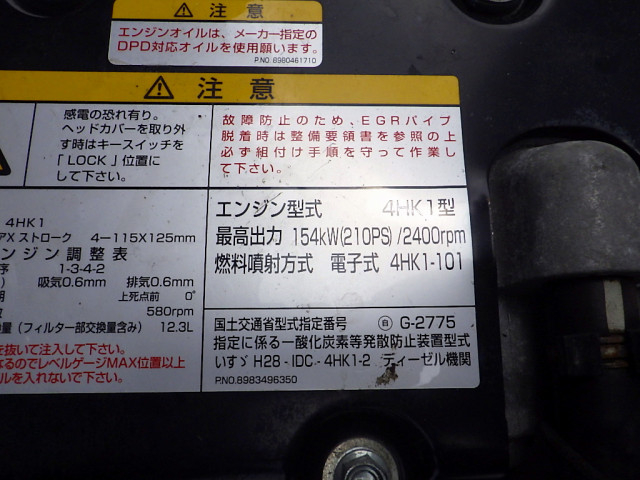 ⚠ 注意
エンジンオイルは、メーカー指定の
DPD対応オイルを使用願います。
P.NO. 8980461710
⚠ 注意
感電の恐れ有り。
ヘッドカバーを取り外
す時はキースイッチを
「LOCK」位置に
して下さい。
故障防止のため、EGRパイプ
脱着時は整備要領書を参照の上
必ず組付け手順を守って作業し
て下さい。
4HK1
アXストローク 4-115X125mm
ンジン調整表
序 1-3-4-2
吸気0.6mm 排気0.6mm
期 上死点前 0°
580rpm
量 (フィルター部交換量含み) 12.3L
を抜いて注入して下さい。
なるのでレベルゲージMAX位置以上
ルを入れないで下さい。
エンジン型式 4HK1型
最高出力 154kW(210PS)/2400rpm
燃料噴射方式 電子式 4HK1-101
国土交通省型式指定番号 ㊀ G-2775
指定に係る一酸化炭素等発散防止装置型式
いすゞ H28-IDC-4HK1-2 ディーゼル機関
P.NO.8983496350